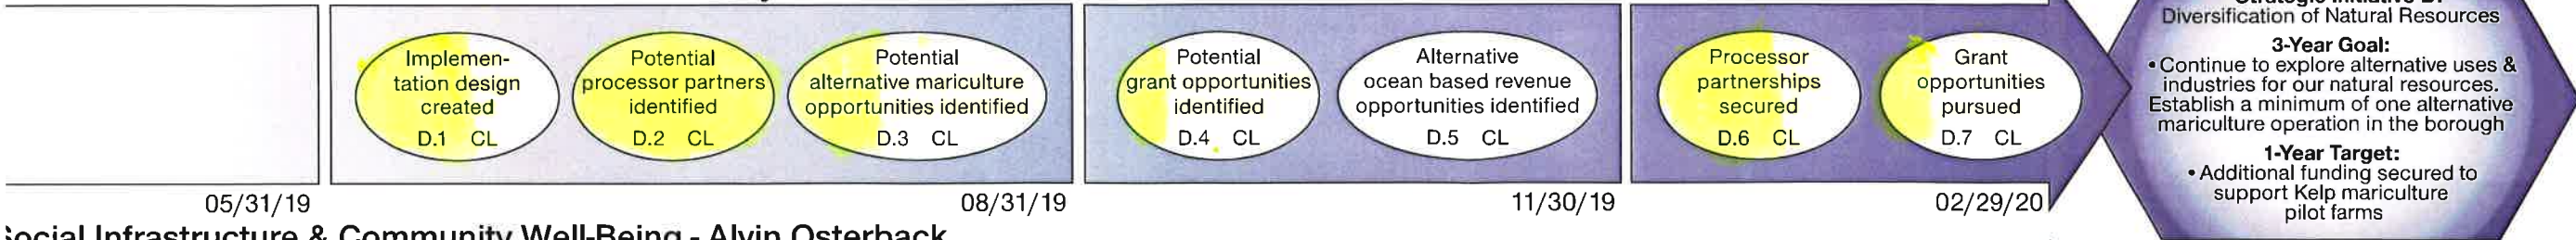 Implemen-
tation design
created
D.1 CL
Potential
processor partners
identified
D.2 CL
Potential
alternative mariculture
opportunities identified
D.3 CL
Potential
grant opportunities
identified
D.4 CL
Alternative
ocean based revenue
opportunities identified
D.5 CL
Processor
partnerships
secured
D.6 CL
Grant
opportunities
pursued
D.7 CL
Strategic Initiative D:
Diversification of Natural Resources
3-Year Goal:
• Continue to explore alternative uses &
industries for our natural resources.
Establish a minimum of one alternative
mariculture operation in the borough
1-Year Target:
• Additional funding secured to
support Kelp mariculture
pilot farms
05/31/19
08/31/19
11/30/19
02/29/20
Social Infrastructure & Community Well-Being - Alvin Osterback